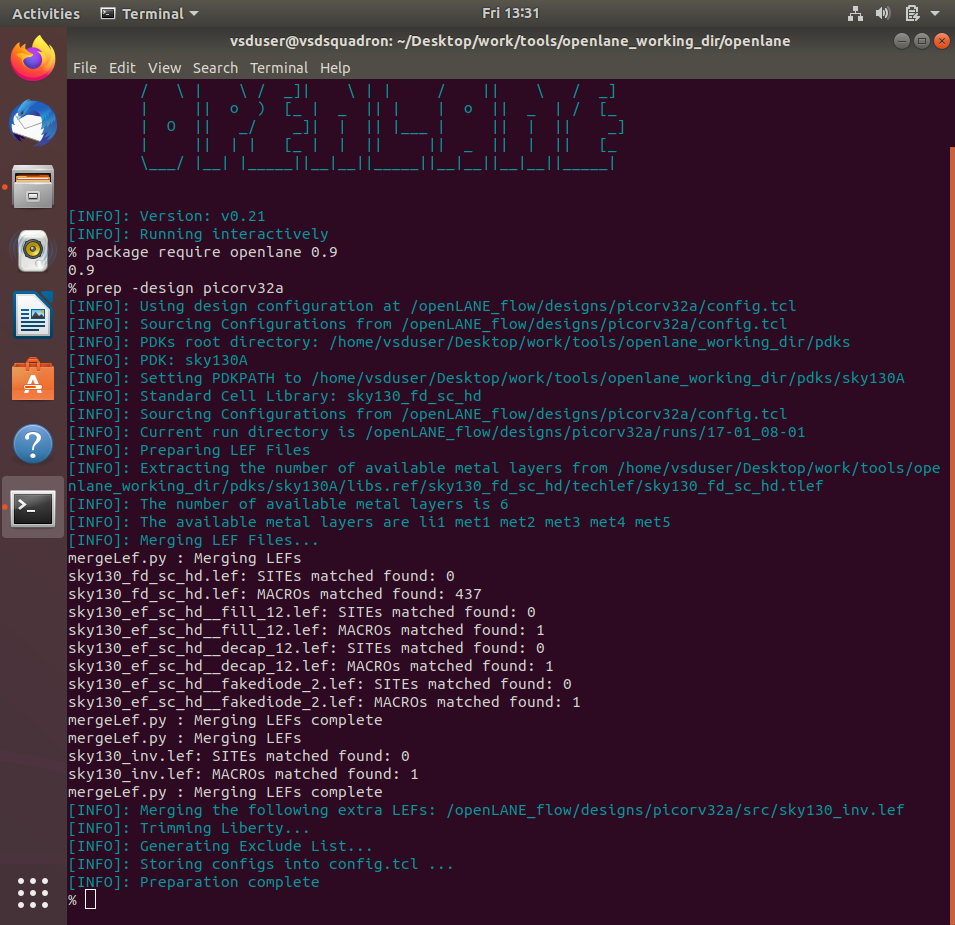 Activities Terminal Fri 13:31
vsduser@vsdsquadron: ~/Desktop/work/tools/openlane_working_dir/openlane
File Edit View Search Terminal Help
[INFO]: Version: v0.21
[INFO]: Running interactively
% package require openlane 0.9
0.9
% prep -design picorv32a
[INFO]: Using design configuration at /openLANE_flow/designs/picorv32a/config.tcl
[INFO]: Sourcing Configurations from /openLANE_flow/designs/picorv32a/config.tcl
[INFO]: PDKs root directory: /home/vsduser/Desktop/work/tools/openlane_working_dir/pdks
[INFO]: PDK: sky130A
[INFO]: Setting PDKPATH to /home/vsduser/Desktop/work/tools/openlane_working_dir/pdks/sky130A
[INFO]: Standard Cell Library: sky130_fd_sc_hd
[INFO]: Sourcing Configurations from /openLANE_flow/designs/picorv32a/config.tcl
[INFO]: Current run directory is /openLANE_flow/designs/picorv32a/runs/17-01_08-01
[INFO]: Preparing LEF Files
[INFO]: Extracting the number of available metal layers from /home/vsduser/Desktop/work/tools/ope
nlane_working_dir/pdks/sky130A/libs.ref/sky130_fd_sc_hd/techlef/sky130_fd_sc_hd.tlef
[INFO]: The number of available metal layers is 6
[INFO]: The available metal layers are li1 met1 met2 met3 met4 met5
[INFO]: Merging LEF Files...
mergeLef.py : Merging LEFs
sky130_fd_sc_hd.lef: SITEs matched found: 0
sky130_fd_sc_hd.lef: MACROs matched found: 437
sky130_ef_sc_hd__fill_12.lef: SITEs matched found: 0
sky130_ef_sc_hd__fill_12.lef: MACROs matched found: 1
sky130_ef_sc_hd__decap_12.lef: SITEs matched found: 0
sky130_ef_sc_hd__decap_12.lef: MACROs matched found: 1
sky130_ef_sc_hd__fakediode_2.lef: SITEs matched found: 0
sky130_ef_sc_hd__fakediode_2.lef: MACROs matched found: 1
mergeLef.py : Merging LEFs complete
mergeLef.py : Merging LEFs
sky130_inv.lef: SITEs matched found: 0
sky130_inv.lef: MACROs matched found: 1
mergeLef.py : Merging LEFs complete
[INFO]: Merging the following extra LEFs: /openLANE_flow/designs/picorv32a/src/sky130_inv.lef
[INFO]: Trimming Liberty...
[INFO]: Generating Exclude List...
[INFO]: Storing configs into config.tcl ...
[INFO]: Preparation complete
%